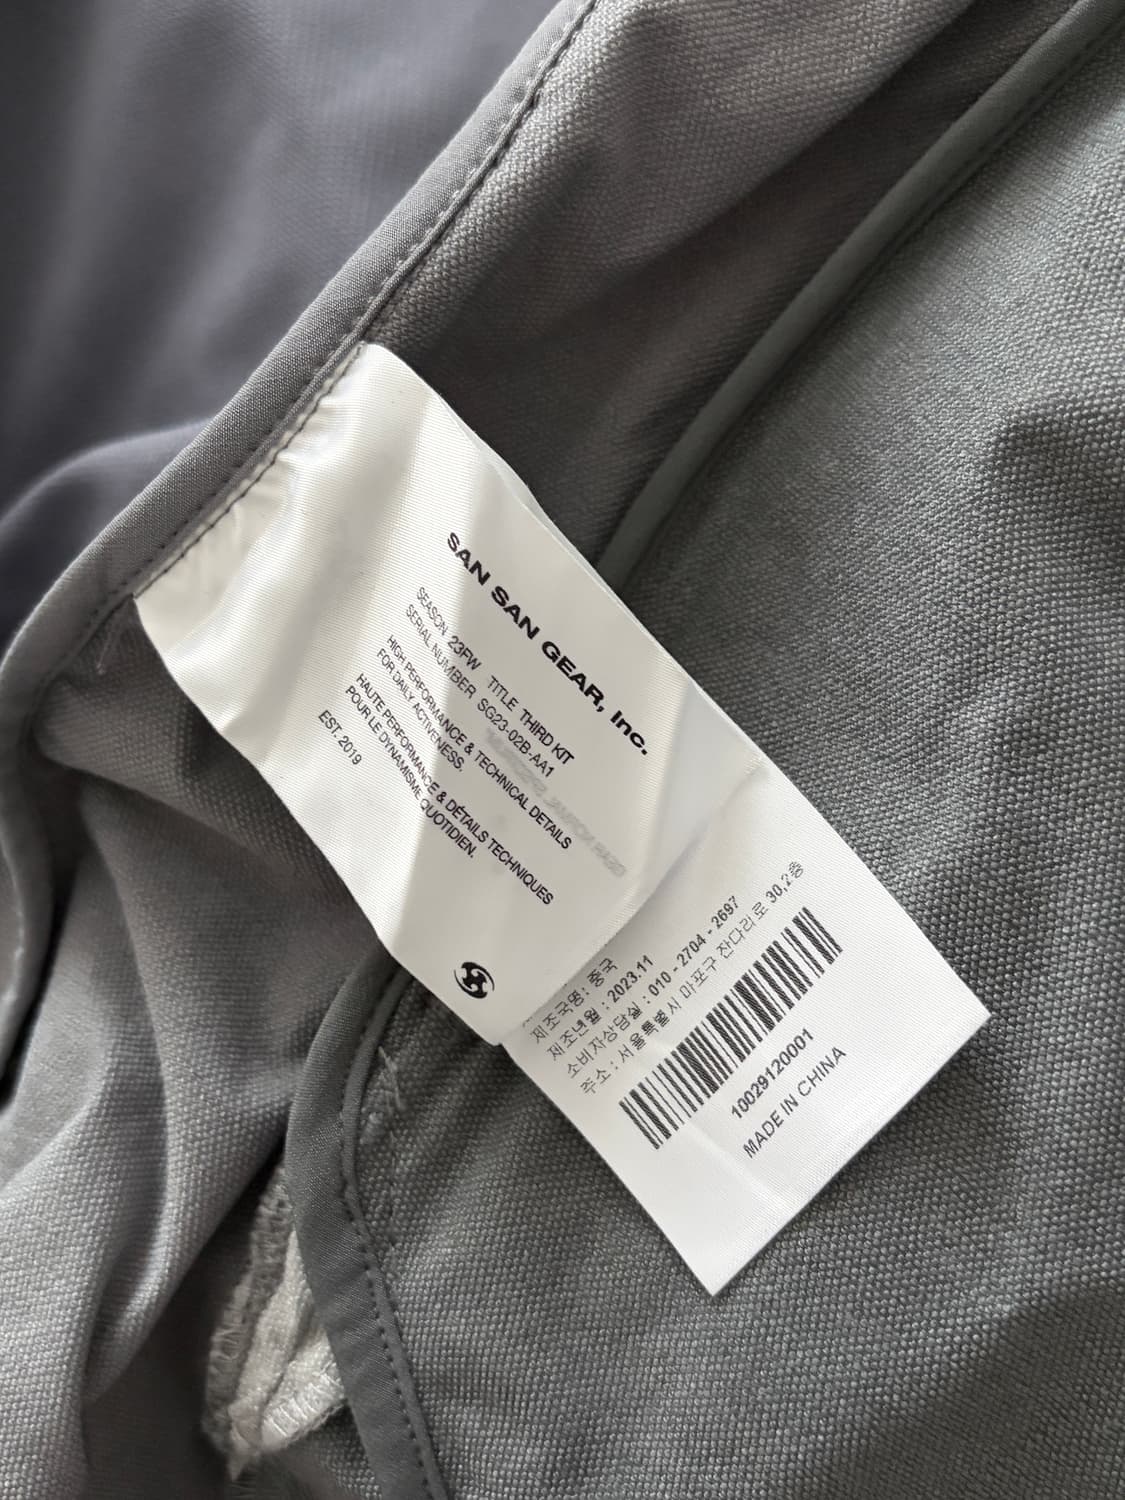 SAN SAN GEAR, Inc.
SEASON 23FW TITLE THIRD KIT
SERIAL NUMBER SG23-02B-AA1
HIGH PERFORMANCE & TECHNICAL DETAILS
FOR DAILY ACTIVENESS.
HAUTE PERFORMANCE & DÉTAILS TECHNIQUES
POUR LE DYNAMISME QUOTIDIEN.
EST. 2019
제조국명: 중국
제조년월 : 2023.11
소비자상담실 : 010 - 2704 - 2697
주소 : 서울특별시 마포구 잔다리로 30,2층
10029120001
MADE IN CHINA